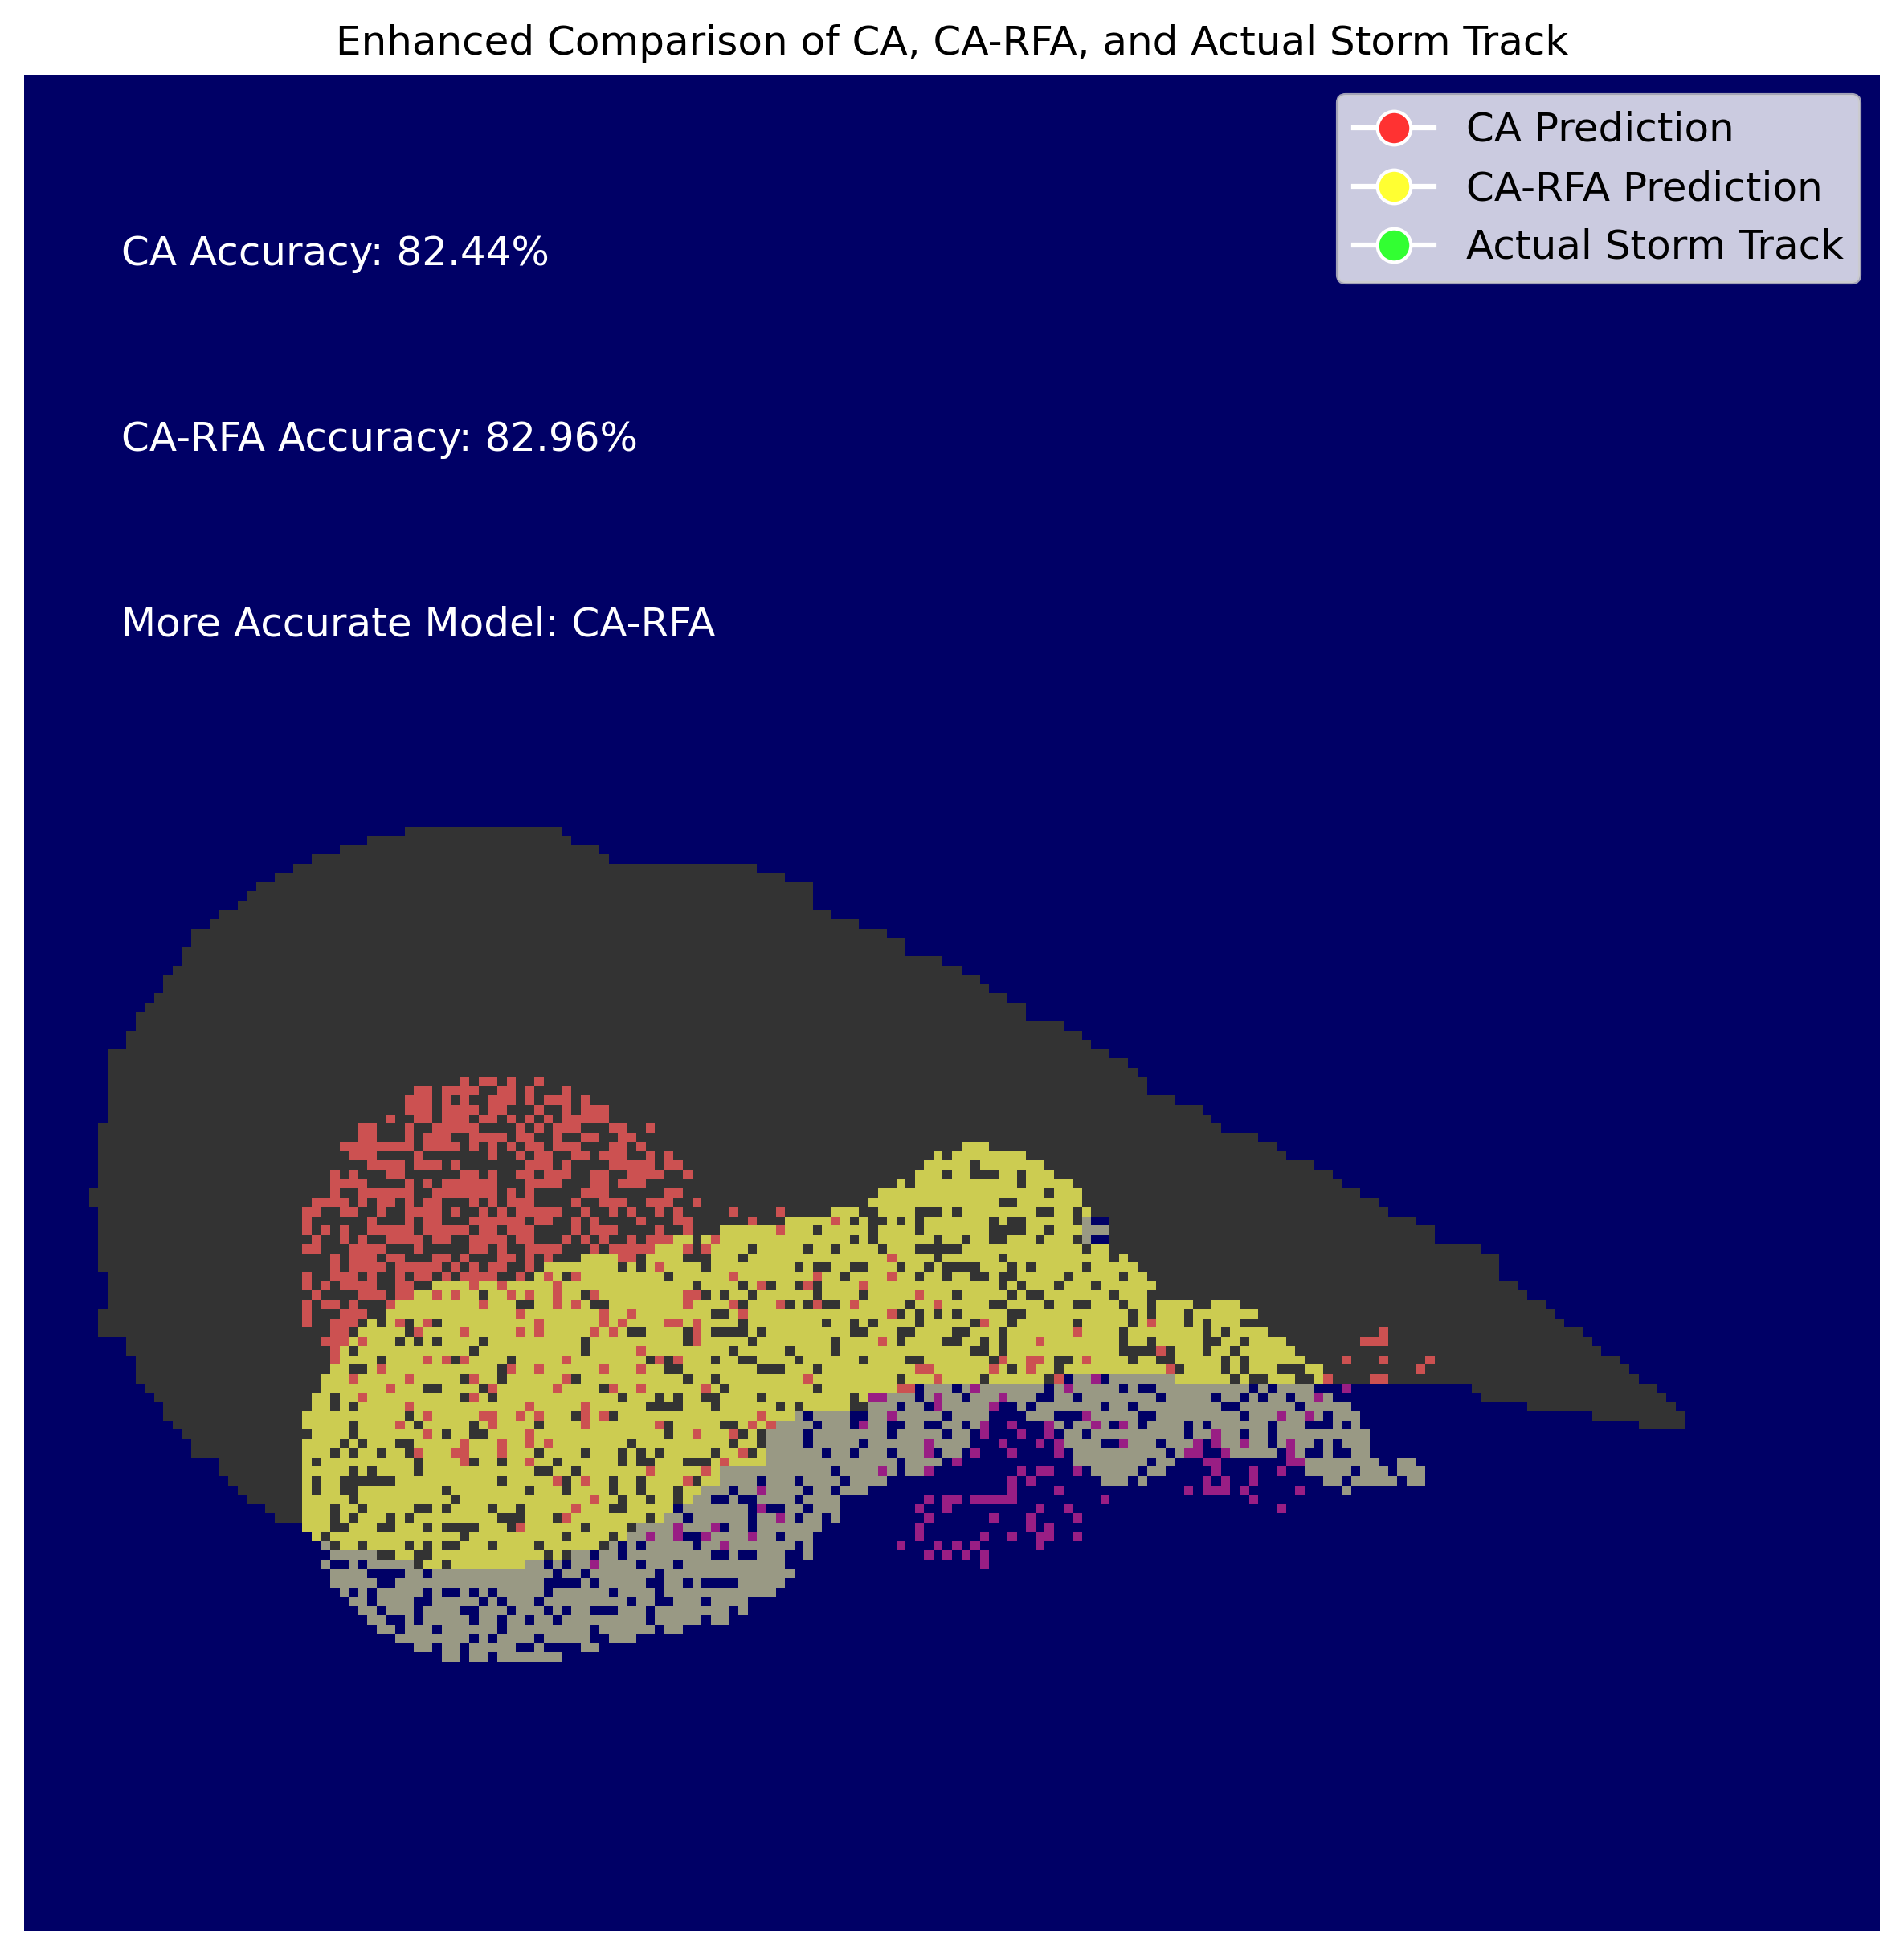 Enhanced Comparison of CA, CA-RFA, and Actual Storm Track
CA Prediction
CA-RFA Prediction
Actual Storm Track
CA Accuracy: 82.44%
CA-RFA Accuracy: 82.96%
More Accurate Model: CA-RFA